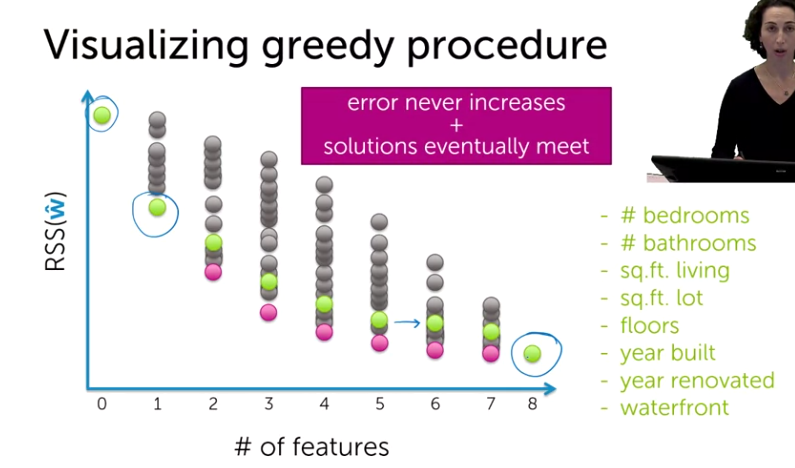 Visualizing greedy procedure
error never increases
+
solutions eventually meet
RSS(ŵ)
- # bedrooms
- # bathrooms
- sq.ft. living
- sq.ft. lot
- floors
- year built
- year renovated
- waterfront
0 1 2 3 4 5 6 7 8
# of features